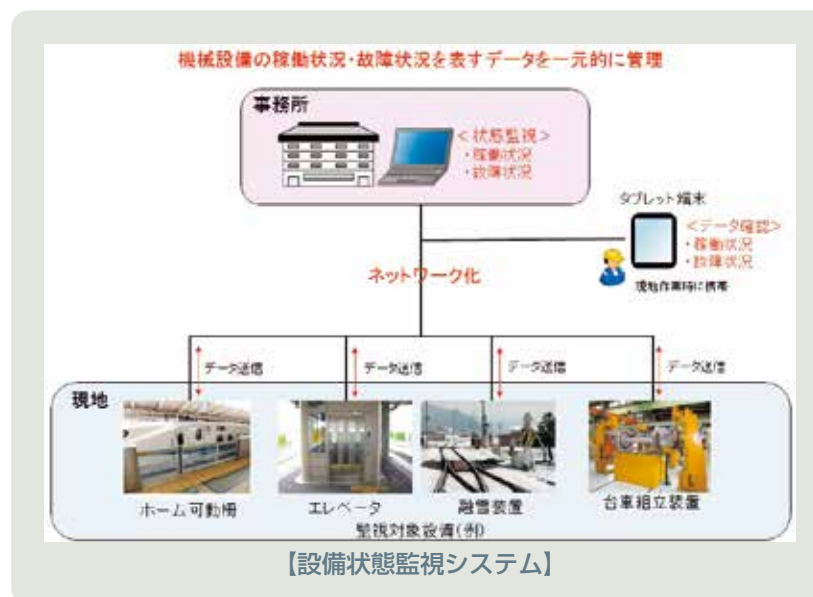 機械設備の稼働状況・故障状況を表すデータを一元的に管理
事務所
＜状態監視＞
・稼働状況
・故障状況
タブレット端末
＜データ確認＞
・稼働状況
・故障状況
現地作業時に携帯
ネットワーク化
データ送信 データ送信 データ送信 データ送信
現地
ホーム可動柵 エレベータ 融雪装置 台車組立装置
監視対象設備(例)
【設備状態監視システム】